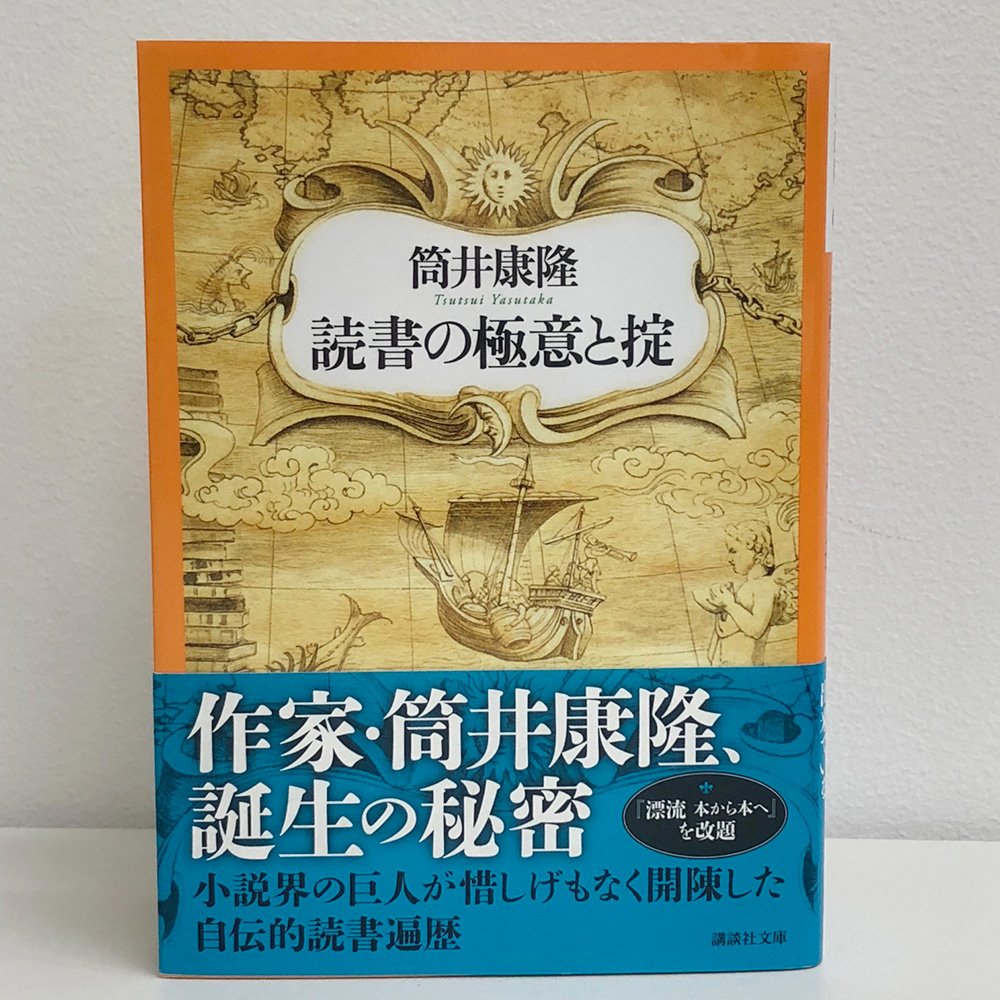 筒井康隆
Tsutsui Yasutaka
読書の極意と掟
作家・筒井康隆、
誕生の秘密
『漂流 本から本へ』
を改題
小説界の巨人が惜しげもなく開陳した
自伝的読書遍歴
講談社文庫